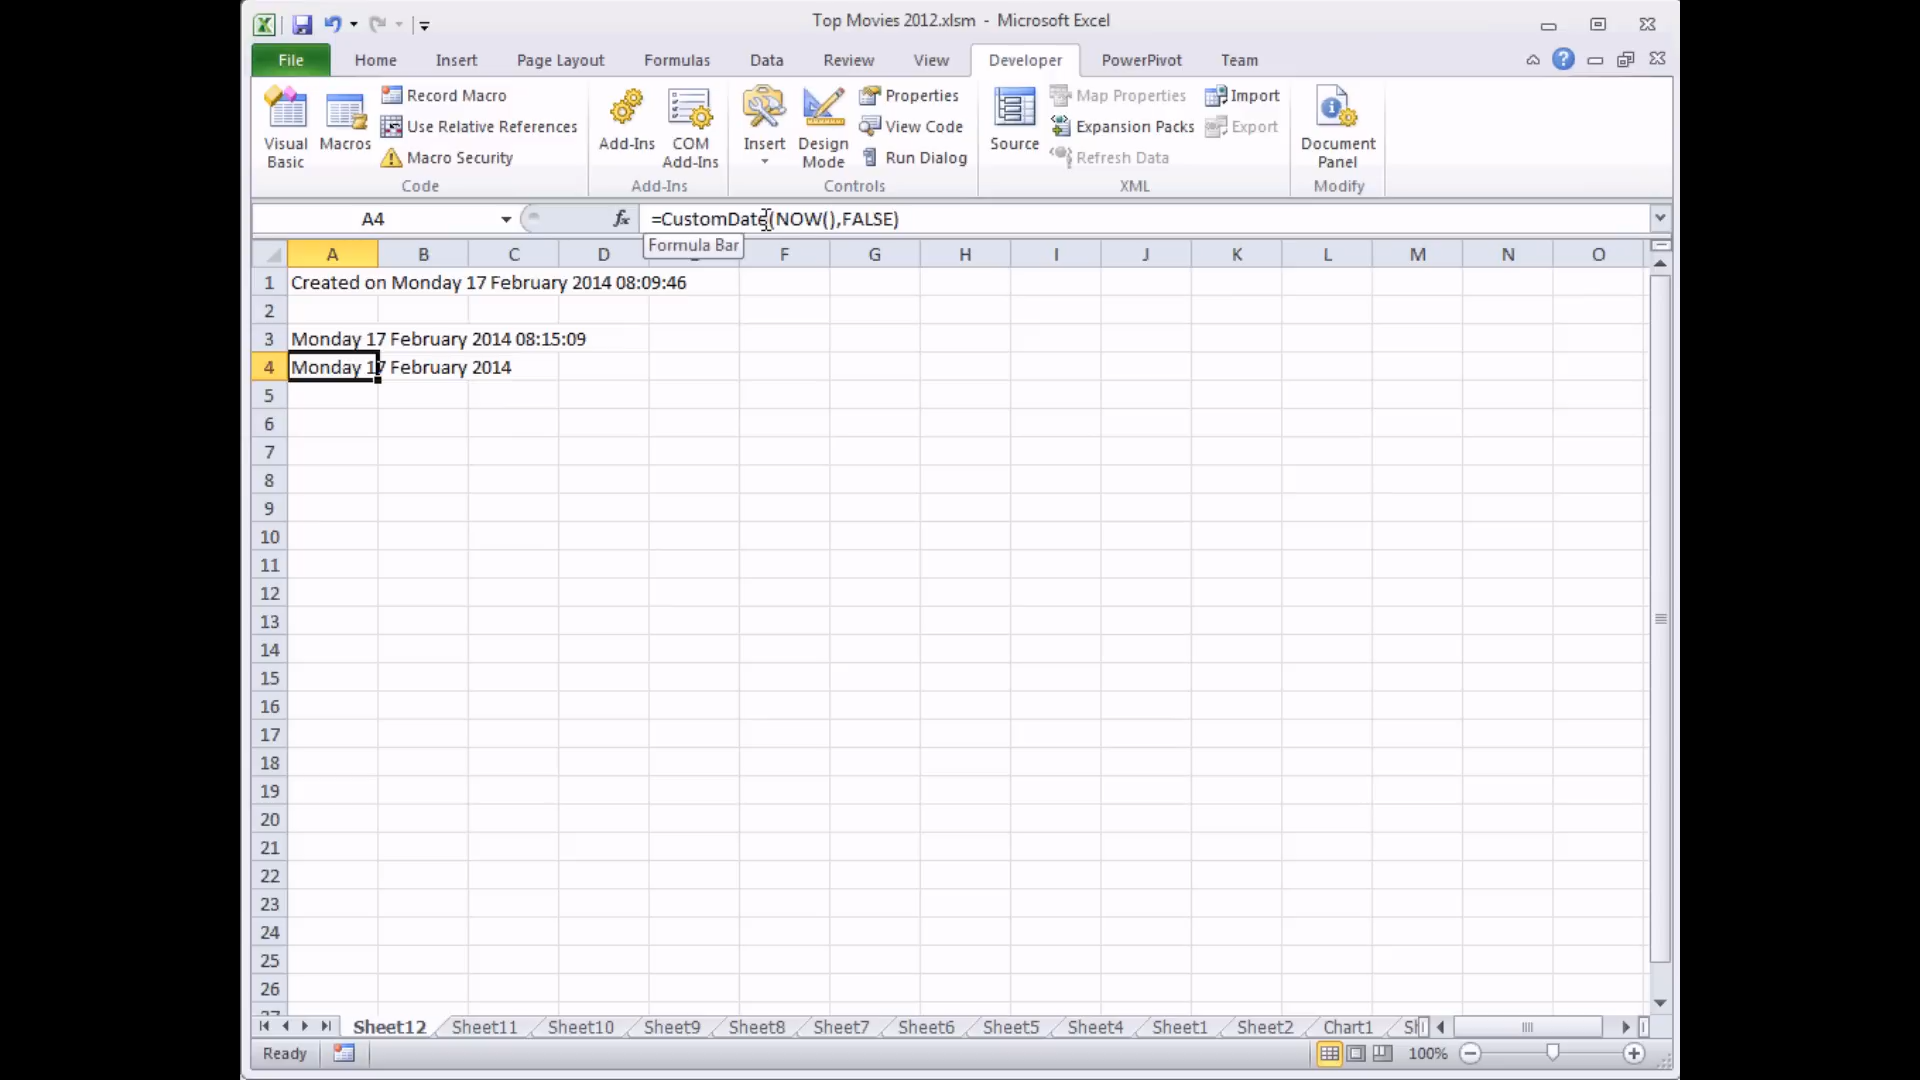 Top Movies 2012.xlsm - Microsoft Excel
File Home Insert Page Layout Formulas Data Review View Developer PowerPivot Team
Visual Basic
Macros
Record Macro
Use Relative References
Macro Security
Code
Add-Ins
COM Add-Ins
Add-Ins
Insert
Design Mode
Properties
View Code
Run Dialog
Controls
Source
Map Properties
Expansion Packs
Refresh Data
Import
Export
XML
Document Panel
Modify
A4 fx =CustomDate(NOW(),FALSE)
Formula Bar
A B C D F G H I J K L M N O
1 Created on Monday 17 February 2014 08:09:46
2
3 Monday 17 February 2014 08:15:09
4 Monday 17 February 2014
5
6
7
8
9
10
11
12
13
14
15
16
17
18
19
20
21
22
23
24
25
26
Sheet12 Sheet11 Sheet10 Sheet9 Sheet8 Sheet7 Sheet6 Sheet5 Sheet4 Sheet1 Sheet2 Chart1
Ready 100%